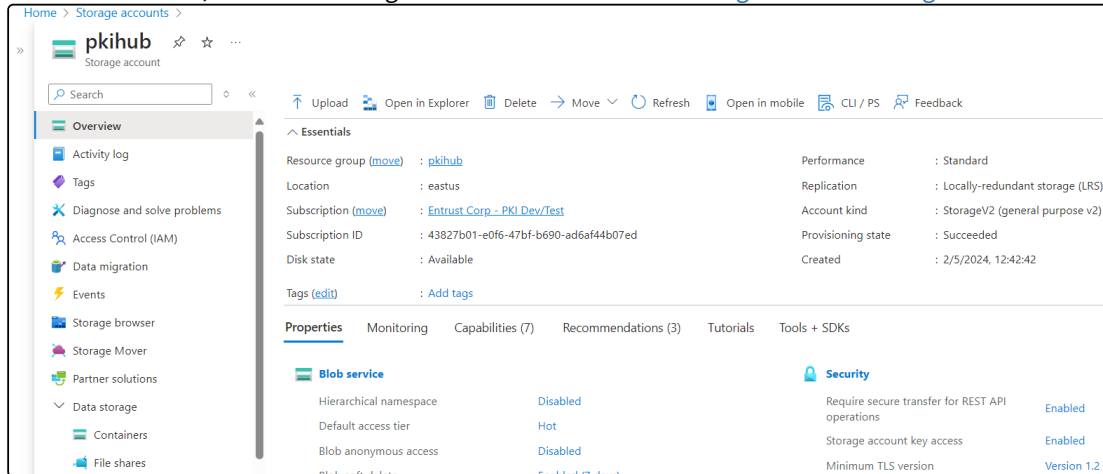 Home > Storage accounts >
pkihub
Storage account
Search
Overview
Activity log
Tags
Diagnose and solve problems
Access Control (IAM)
Data migration
Events
Storage browser
Storage Mover
Partner solutions
Data storage
Containers
File shares
Upload Open in Explorer Delete Move Refresh Open in mobile CLI / PS Feedback
Essentials
Resource group (move) : pkihub
Location : eastus
Subscription (move) : Entrust Corp - PKI Dev/Test
Subscription ID : 43827b01-e0f6-47bf-b690-ad6af44b07ed
Disk state : Available
Tags (edit) : Add tags
Performance : Standard
Replication : Locally-redundant storage (LRS)
Account kind : StorageV2 (general purpose v2)
Provisioning state : Succeeded
Created : 2/5/2024, 12:42:42
Properties Monitoring Capabilities (7) Recommendations (3) Tutorials Tools + SDKs
Blob service
Hierarchical namespace Disabled
Default access tier Hot
Blob anonymous access Disabled
Security
Require secure transfer for REST API operations Enabled
Storage account key access Enabled
Minimum TLS version Version 1.2